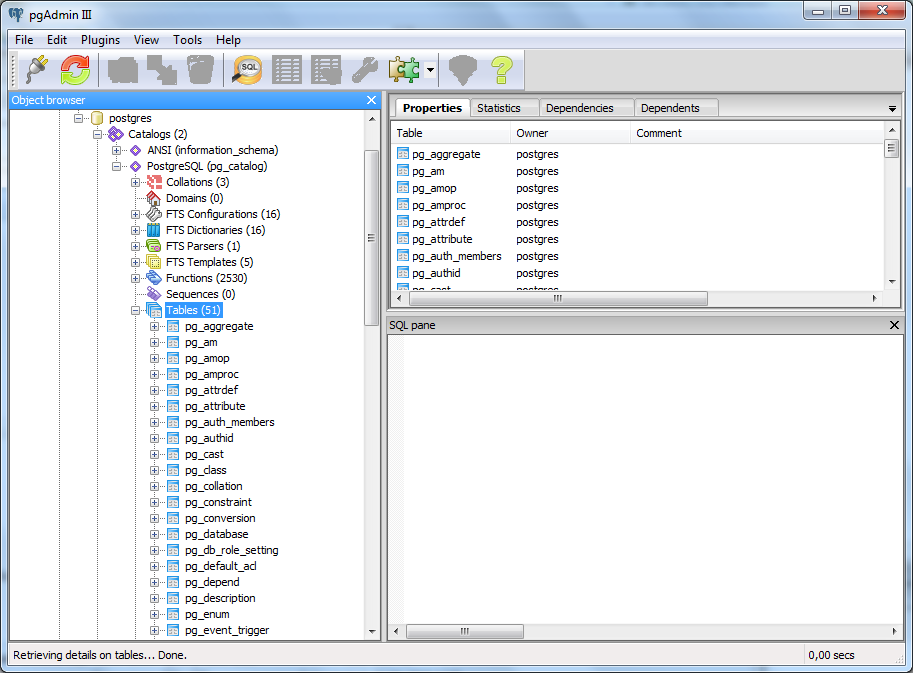 pgAdmin III
File Edit Plugins View Tools Help
SQL
Object browser
postgres
Catalogs (2)
ANSI (information_schema)
PostgreSQL (pg_catalog)
Collations (3)
Domains (0)
FTS Configurations (16)
FTS Dictionaries (16)
FTS Parsers (1)
FTS Templates (5)
Functions (2530)
Sequences (0)
Tables (51)
pg_aggregate
pg_am
pg_amop
pg_amproc
pg_attrdef
pg_attribute
pg_auth_members
pg_authid
pg_cast
pg_class
pg_collation
pg_constraint
pg_conversion
pg_database
pg_db_role_setting
pg_default_acl
pg_depend
pg_description
pg_enum
pg_event_trigger
Properties Statistics Dependencies Dependents
Table Owner Comment
pg_aggregate postgres
pg_am postgres
pg_amop postgres
pg_amproc postgres
pg_attrdef postgres
pg_attribute postgres
pg_auth_members postgres
pg_authid postgres
pg_cast postgres
SQL pane
Retrieving details on tables... Done. 0,00 secs